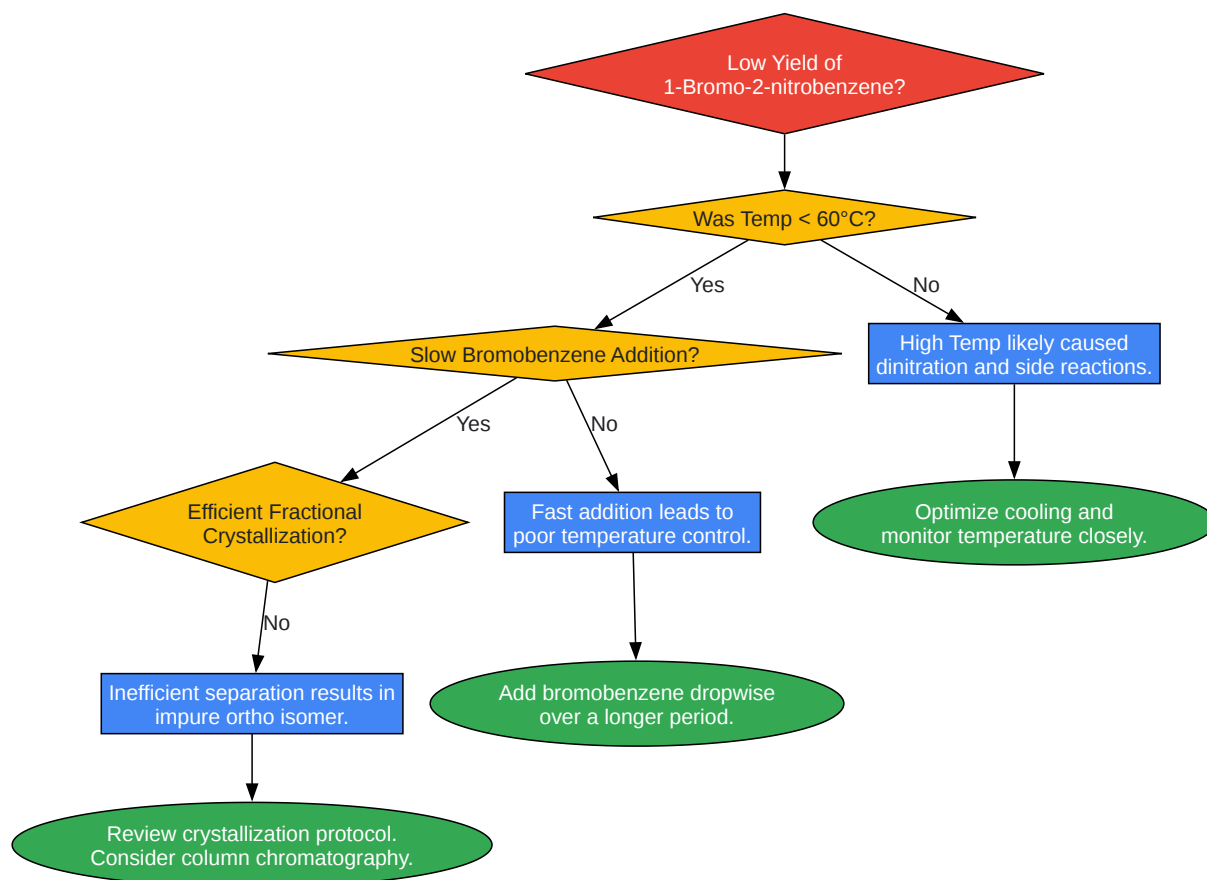 Low Yield of
1-Bromo-2-nitrobenzene?
Was Temp < 60°C?
Yes
No
Slow Bromobenzene Addition?
High Temp likely caused
dinitration and side reactions.
Yes
No
Efficient Fractional
Crystallization?
Fast addition leads to
poor temperature control.
Optimize cooling and
monitor temperature closely.
No
Inefficient separation results in
impure ortho isomer.
Add bromobenzene dropwise
over a longer period.
Review crystallization protocol.
Consider column chromatography.